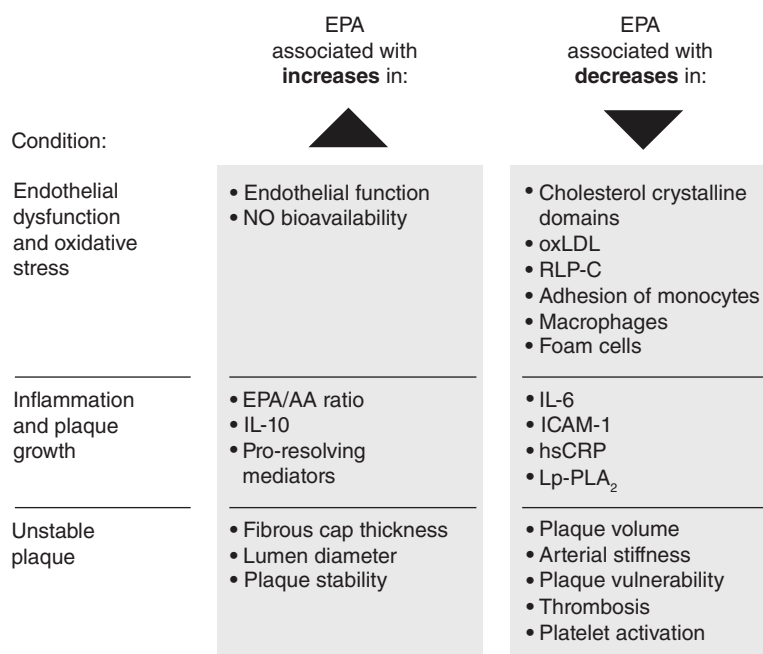 EPA
associated with
increases in:
EPA
associated with
decreases in:
Condition:
Endothelial
dysfunction
and oxidative
stress
• Endothelial function
• NO bioavailability
• Cholesterol crystalline
domains
• oxLDL
• RLP-C
• Adhesion of monocytes
• Macrophages
• Foam cells
Inflammation
and plaque
growth
• EPA/AA ratio
• IL-10
• Pro-resolving
mediators
• IL-6
• ICAM-1
• hsCRP
• Lp-PLA₂
Unstable
plaque
• Fibrous cap thickness
• Lumen diameter
• Plaque stability
• Plaque volume
• Arterial stiffness
• Plaque vulnerability
• Thrombosis
• Platelet activation